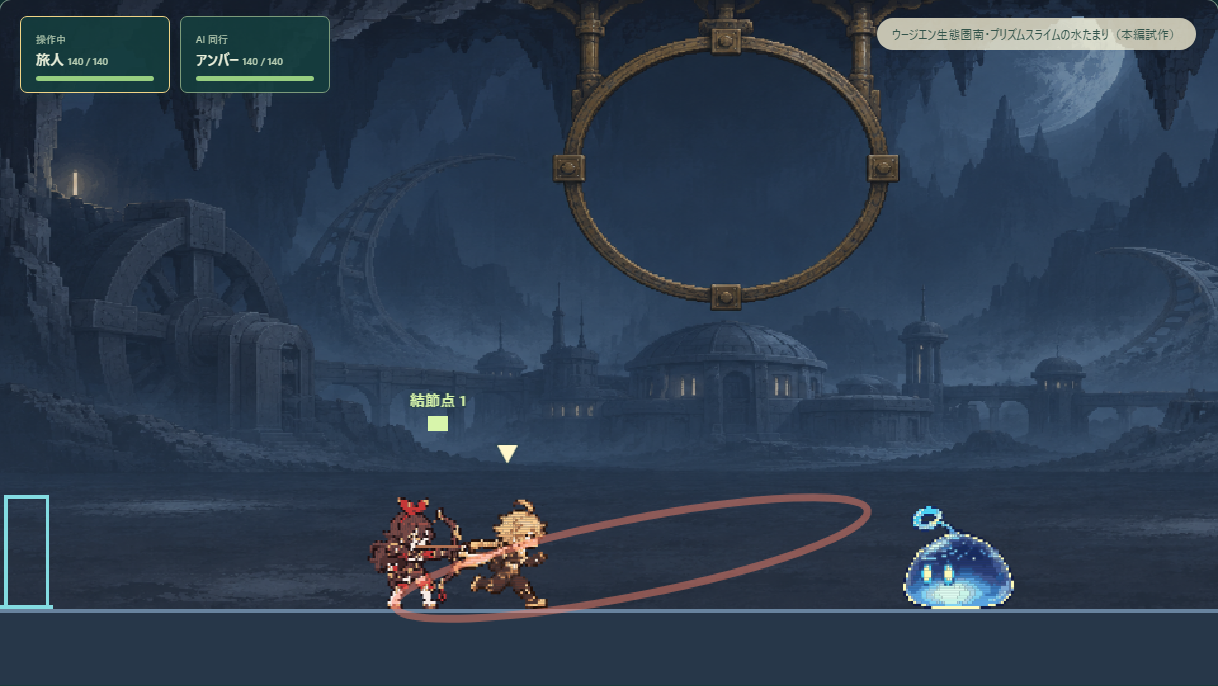 操作中
旅人 140 / 140
AI 同行
アンバー 140 / 140
ウージエン生態園南・プリズムスライムの水たまり（本編試作）
結節点 1